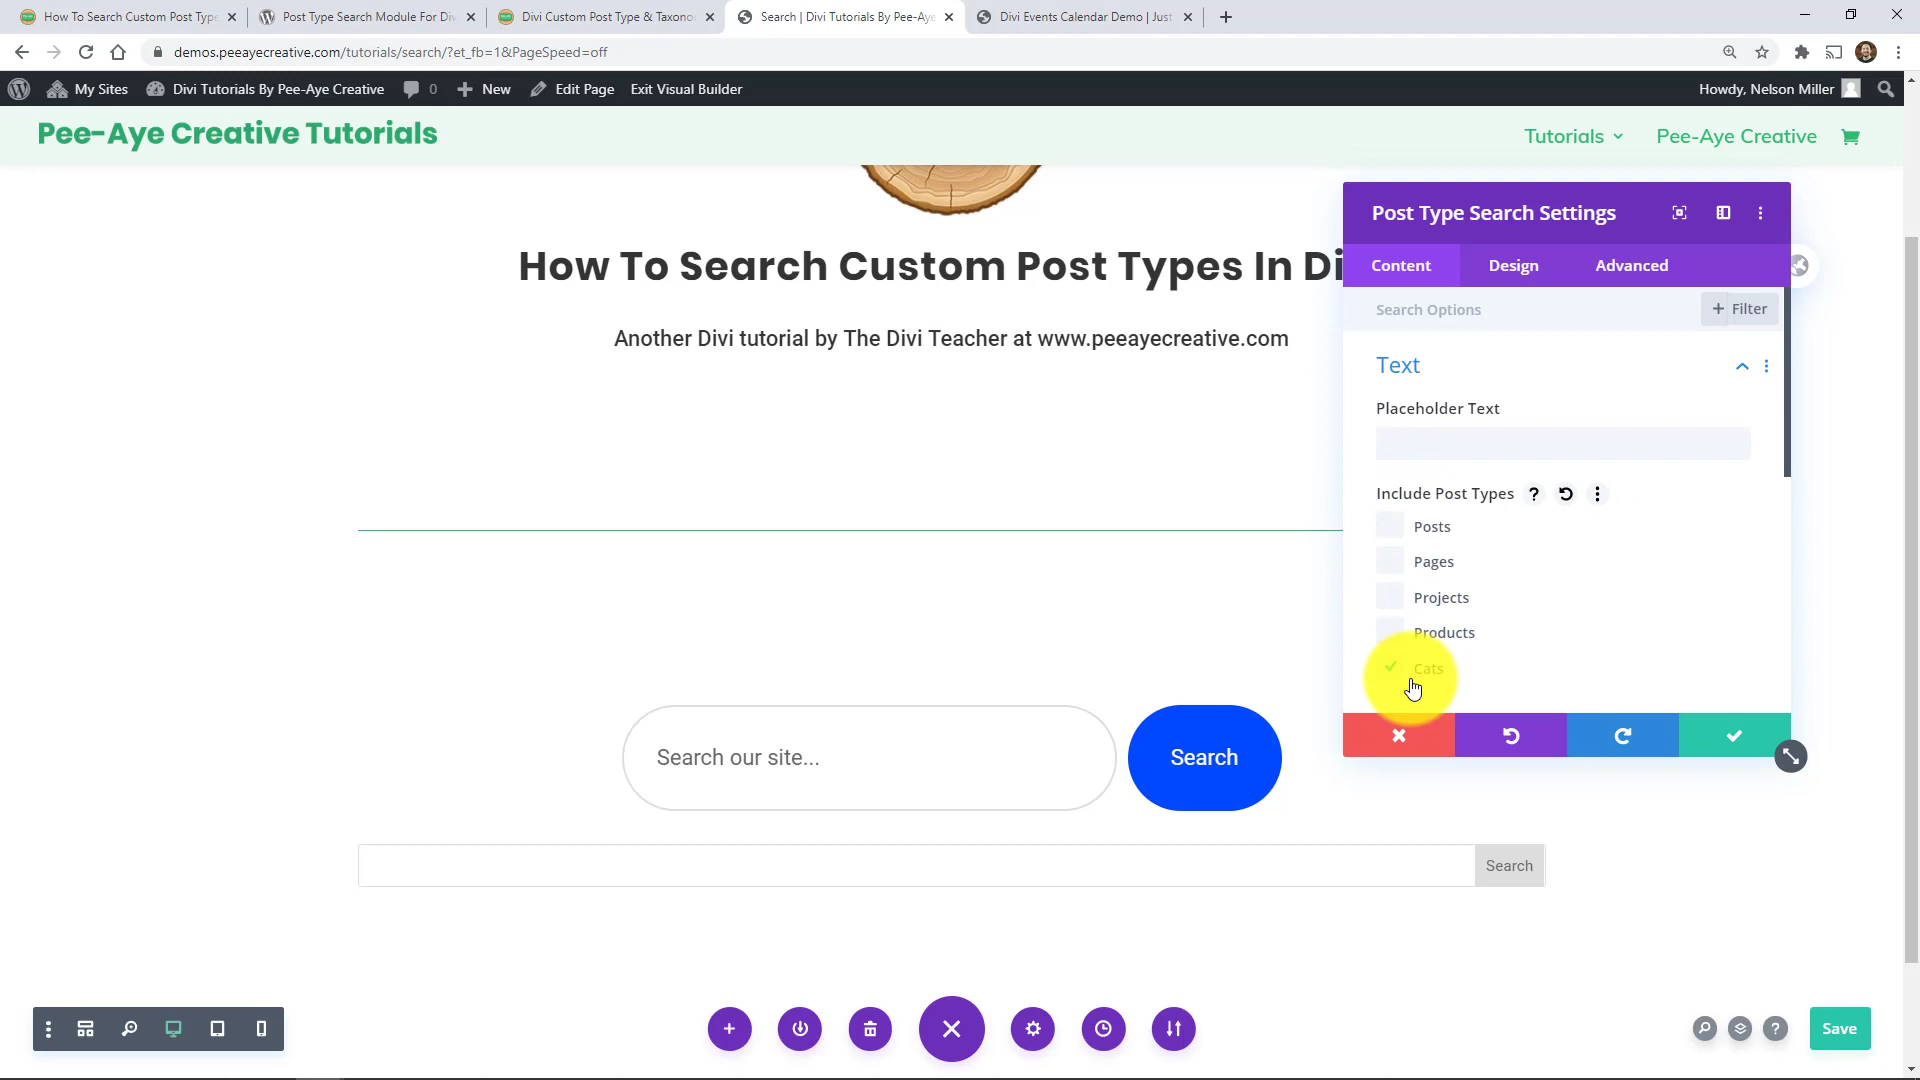 How To Search Custom Post Type
Post Type Search Module For Div
Divi Custom Post Type & Taxono
Search | Divi Tutorials By Pee-Aye
Divi Events Calendar Demo | Just
demos.peeayecreative.com/tutorials/search/?et_fb=1&PageSpeed=off
My Sites
Divi Tutorials By Pee-Aye Creative
0
New
Edit Page
Exit Visual Builder
Howdy, Nelson Miller
Pee-Aye Creative Tutorials
Tutorials
Pee-Aye Creative
How To Search Custom Post Types In Di
Another Divi tutorial by The Divi Teacher at www.peeayecreative.com
Post Type Search Settings
Content
Design
Advanced
Search Options
+ Filter
Text
Placeholder Text
Include Post Types ?
Posts
Pages
Projects
Products
Cats
Search our site...
Search
Search
?
Save